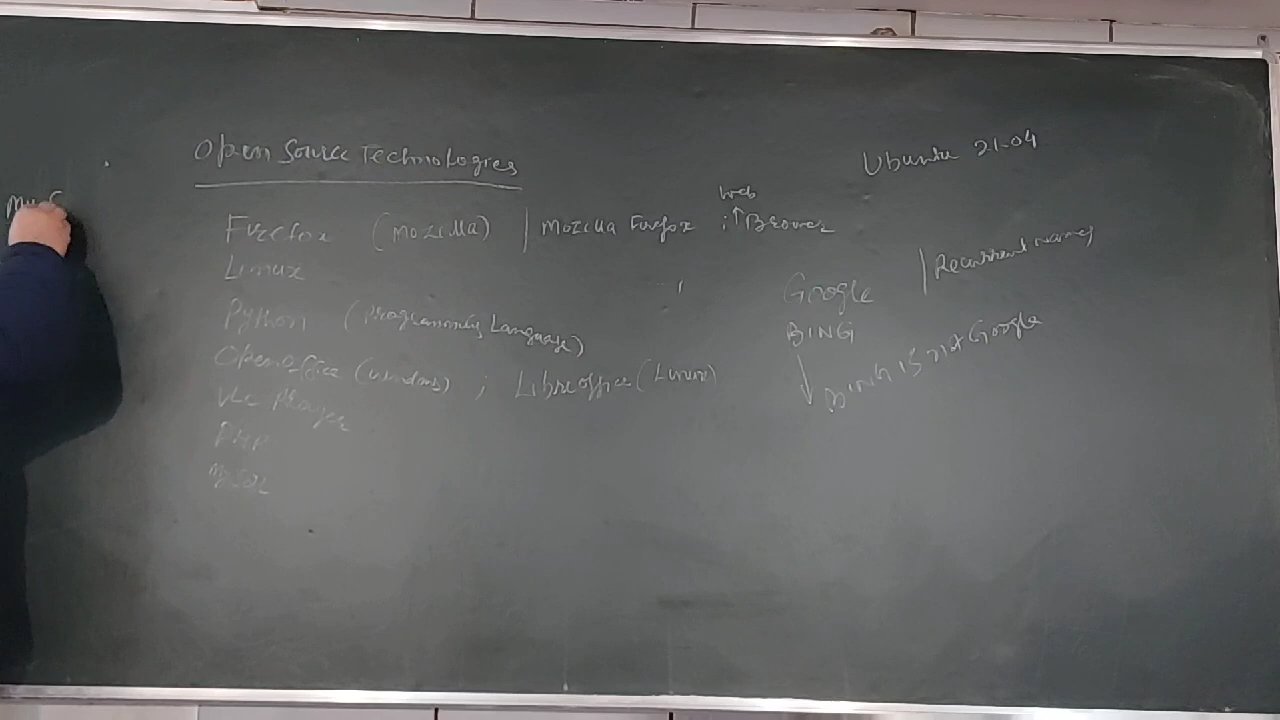 Open Source Technologies
Ubuntu 21.04
Firefox (Mozilla) | Mozilla Firefox : ↑ Browser
Web
Linux
Google | Recurrent names
Python (Programming Language)
BING
↓ BING IS not Google
Openoffice (Windows) ; Libreoffice (Linux)
VLC Player
PHP
MySQL